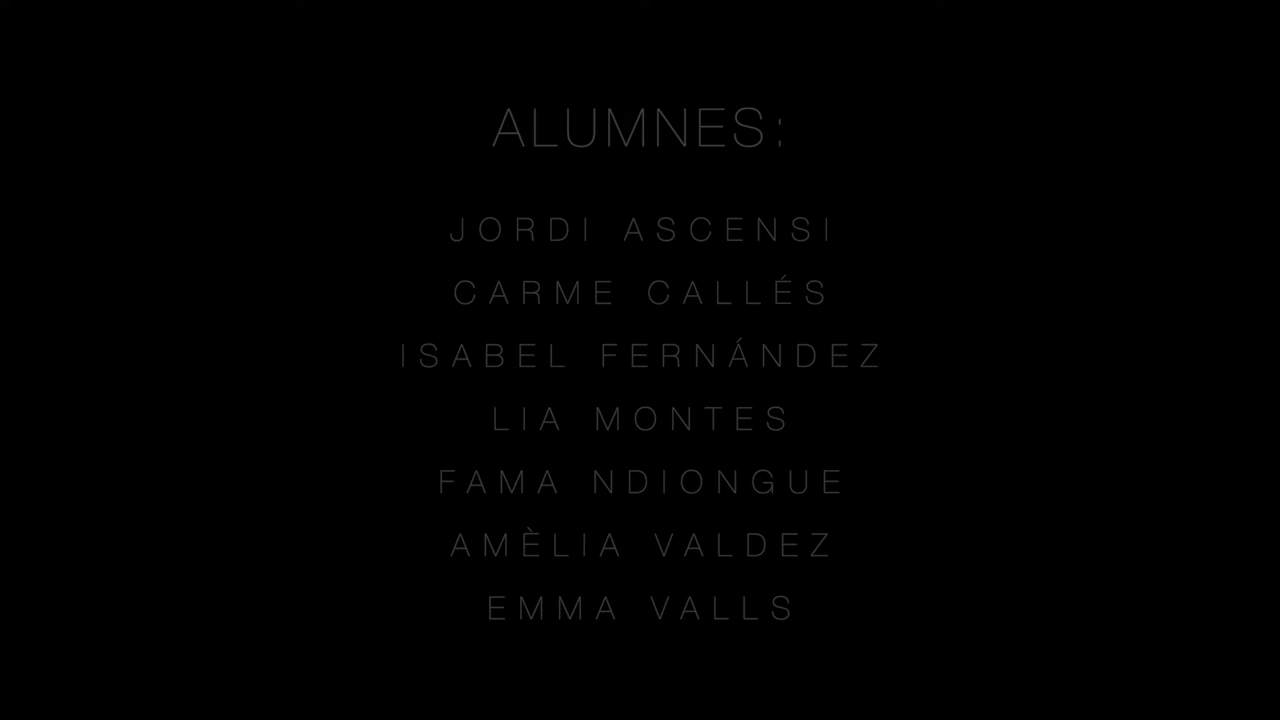 ALUMNES:
JORDI ASCENSI
CARME CALLÉS
ISABEL FERNÁNDEZ
LIA MONTES
FAMA NDIONGUE
AMÈLIA VALDEZ
EMMA VALLS